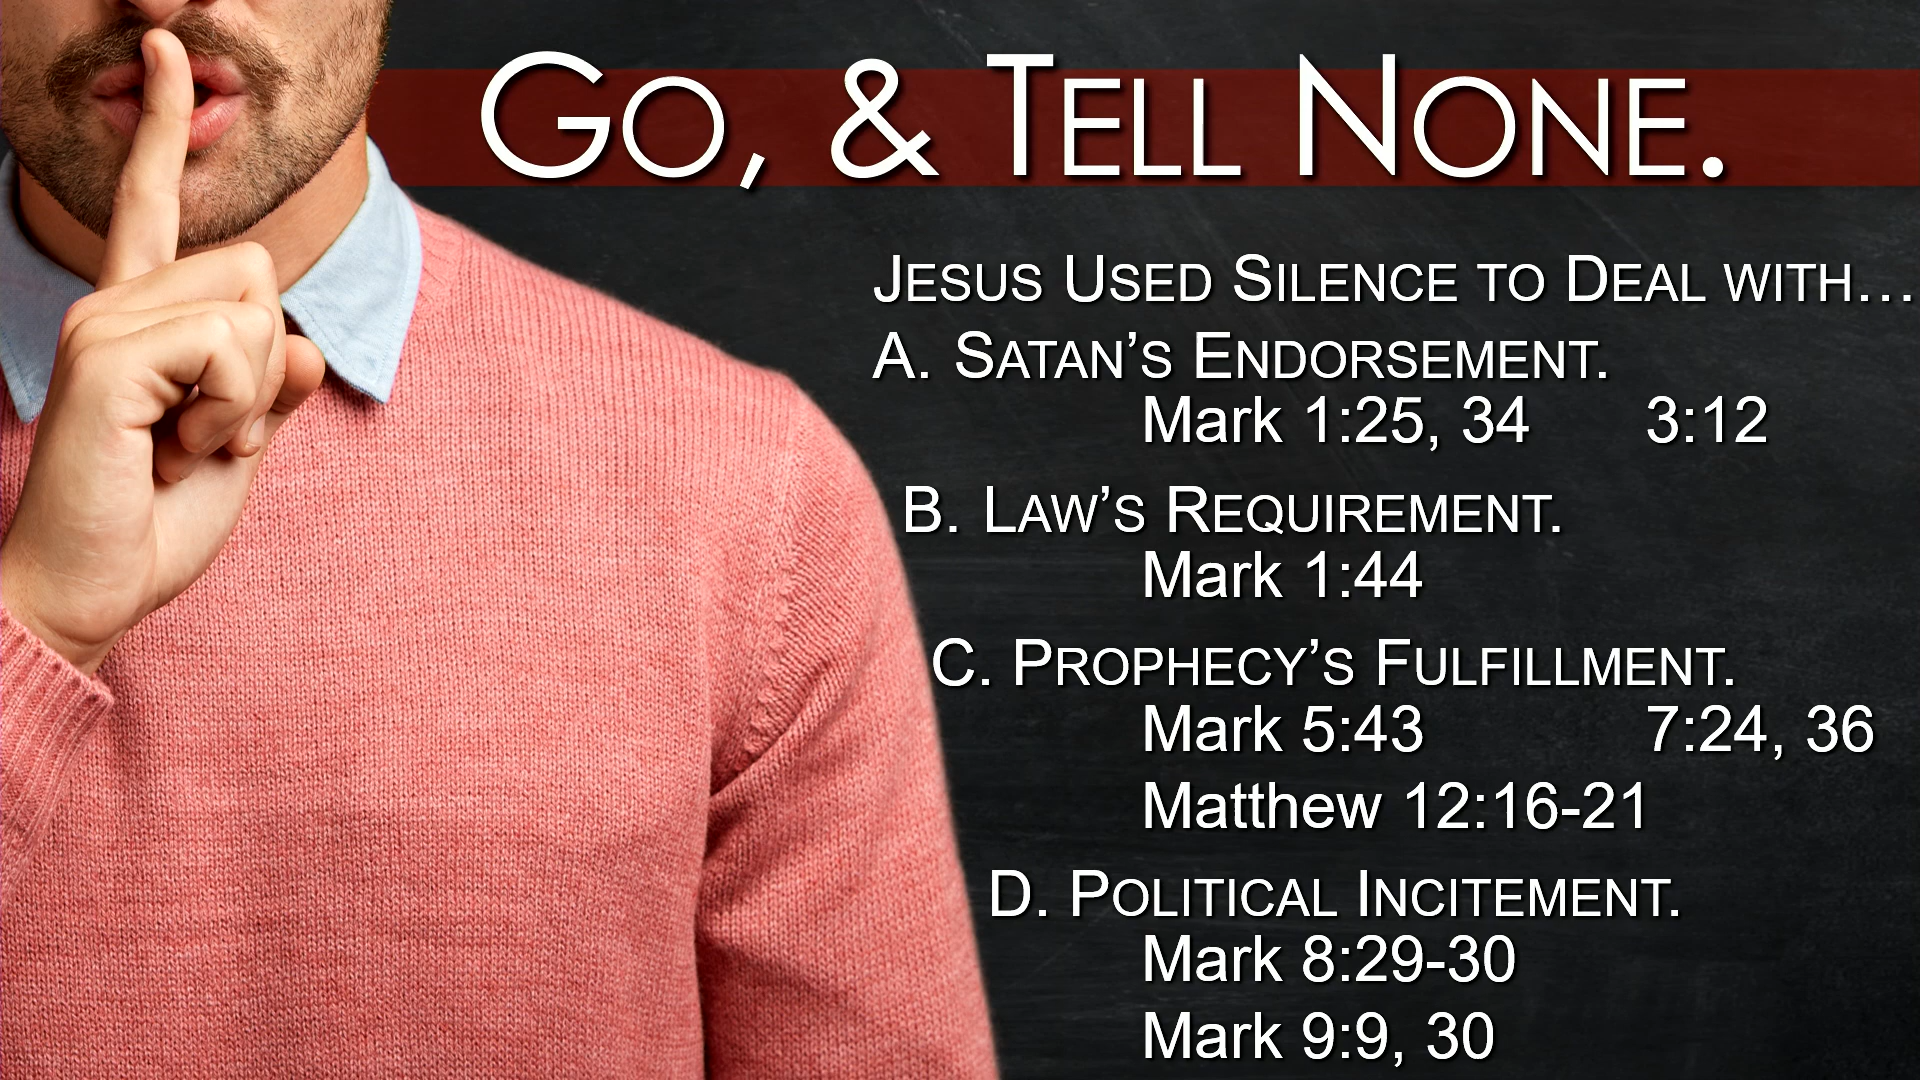 Go, & Tell None.
Jesus Used Silence to Deal with…
A. Satan’s Endorsement.
Mark 1:25, 34 3:12
B. Law’s Requirement.
Mark 1:44
C. Prophecy’s Fulfillment.
Mark 5:43 7:24, 36
Matthew 12:16-21
D. Political Incitement.
Mark 8:29-30
Mark 9:9, 30